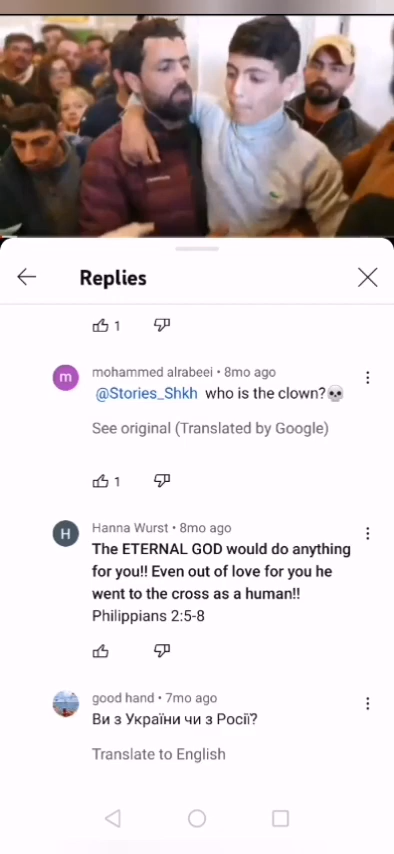 Replies
1
m
mohammed alrabeei • 8mo ago
@Stories_Shkh who is the clown?💀
See original (Translated by Google)
1
H
Hanna Wurst • 8mo ago
The ETERNAL GOD would do anything
for you!! Even out of love for you he
went to the cross as a human!!
Philippians 2:5-8
good hand • 7mo ago
Ви з України чи з Росії?
Translate to English